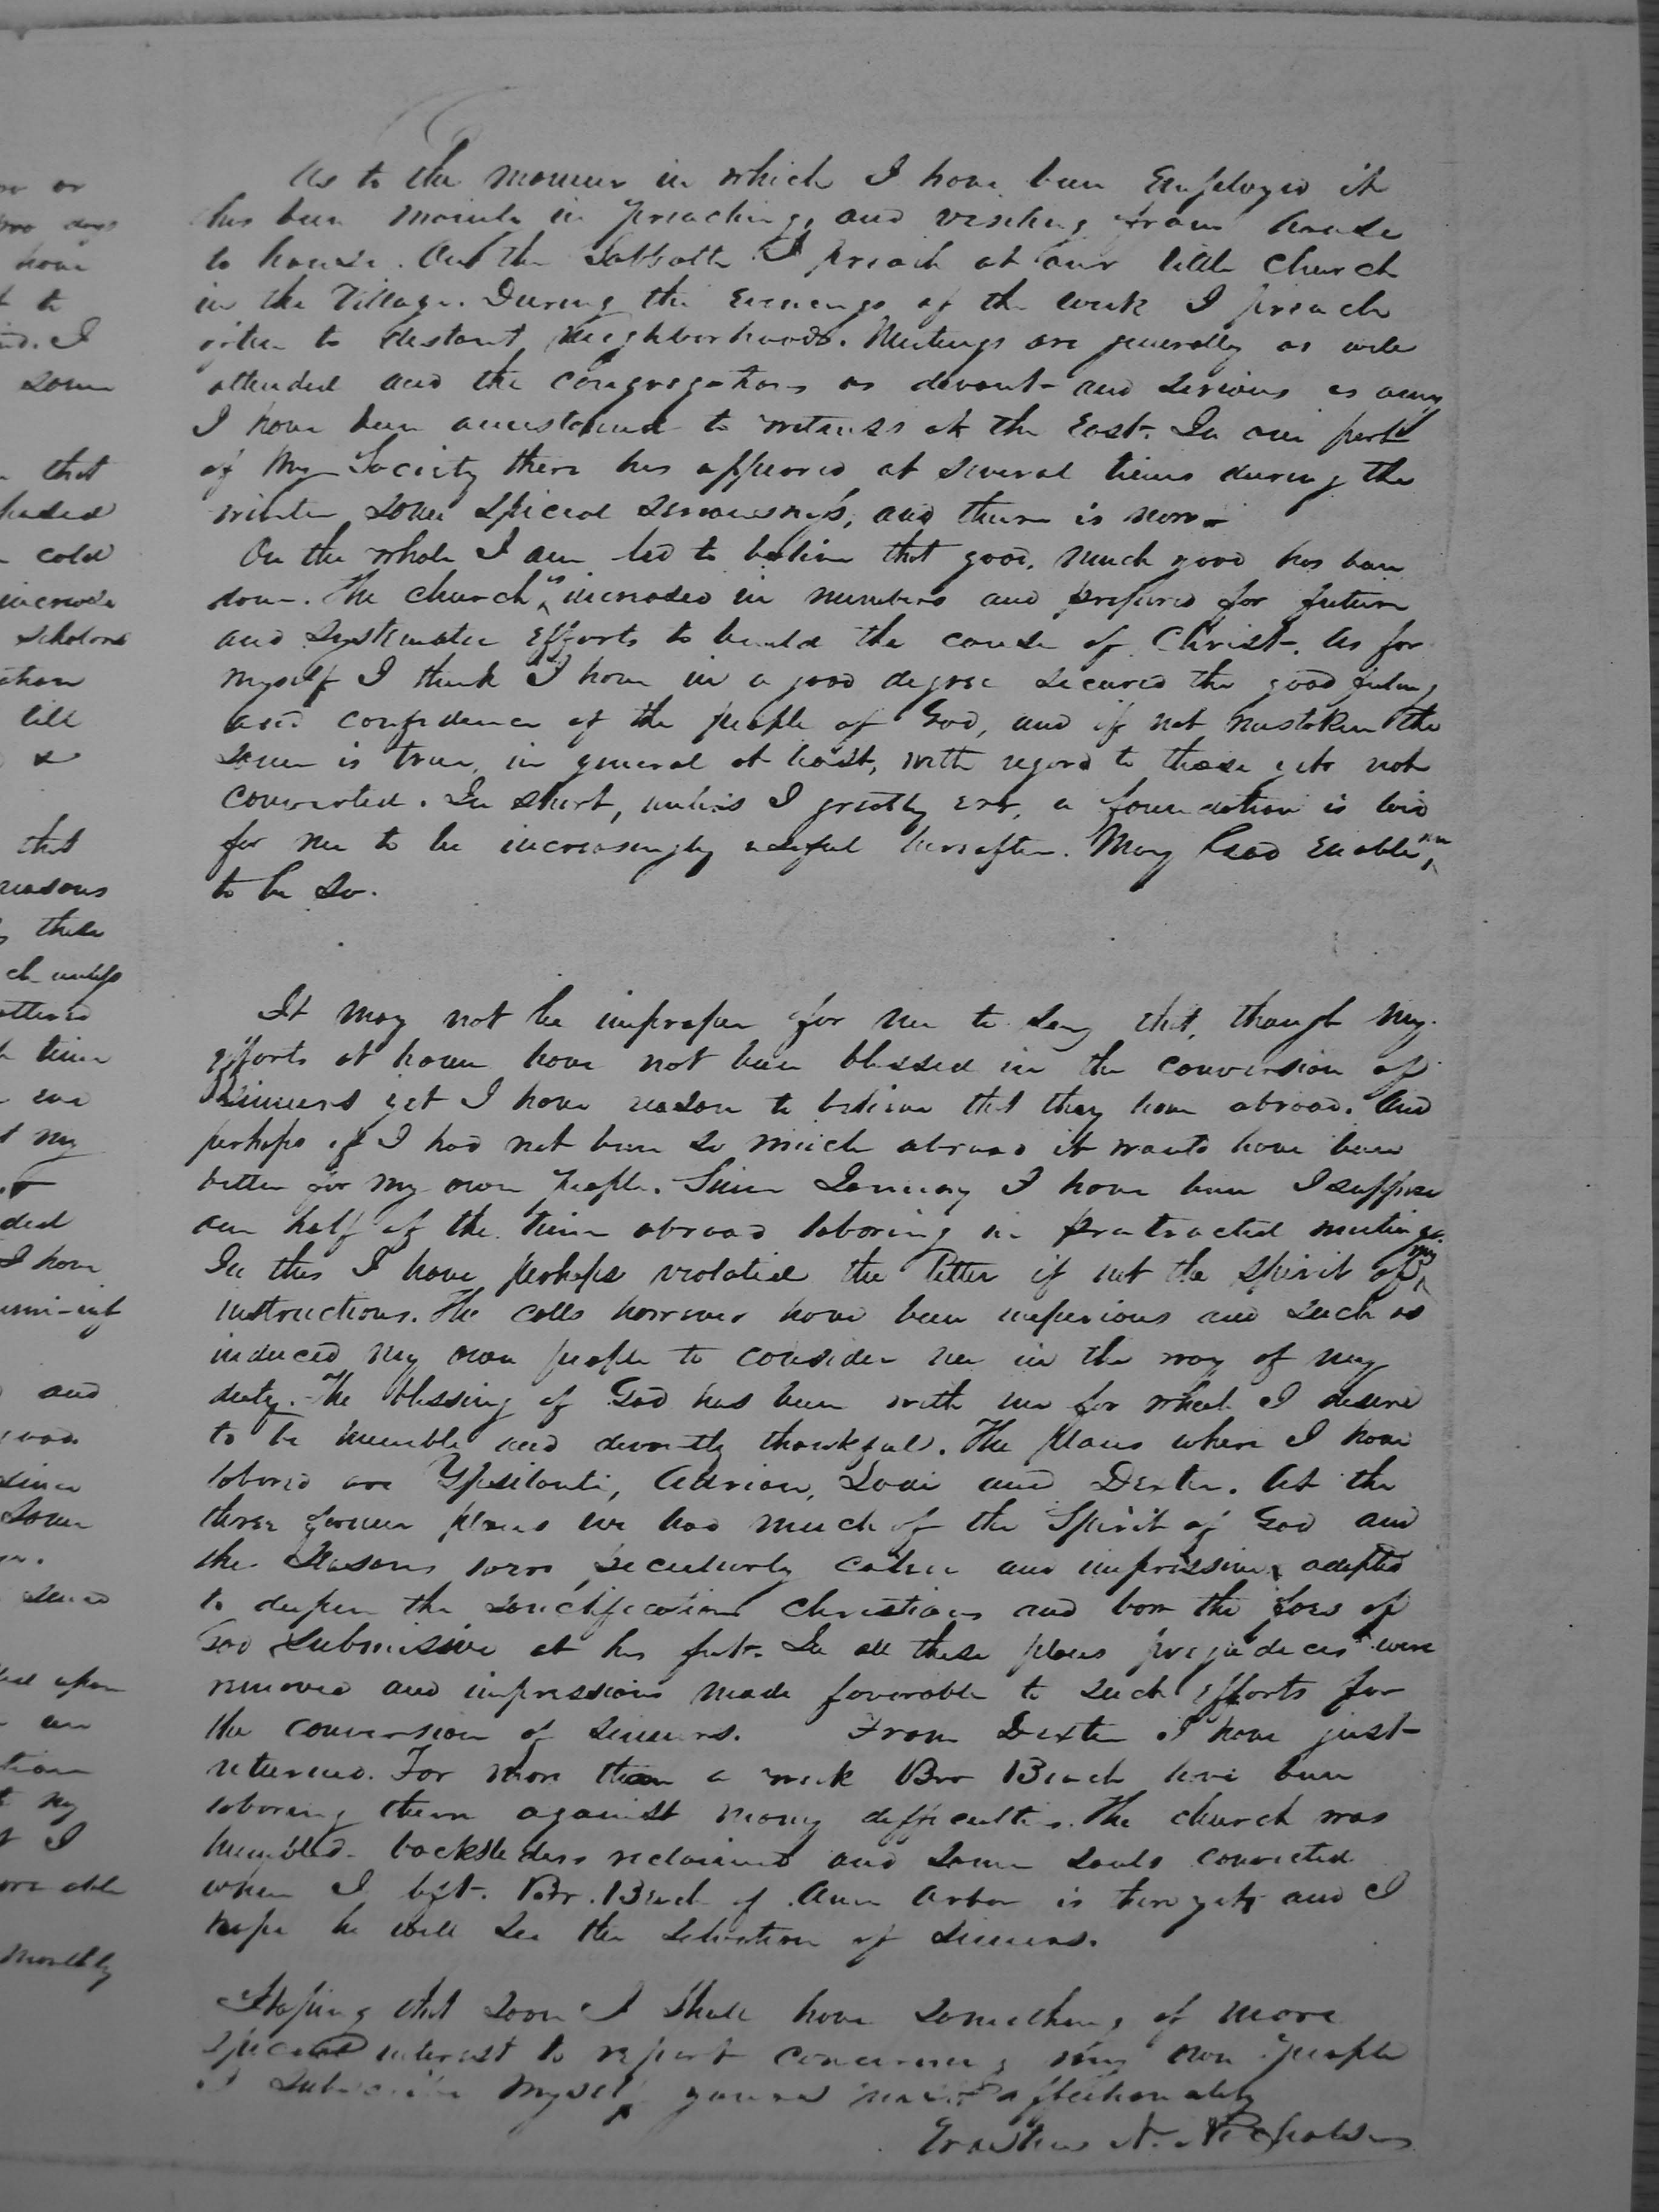 As to the manner in which I have been employed it
has been mainly in preaching, and visiting from house
to house. On the Sabbath I preach at our little church
in the Village. During the evenings of the week I preach
often to distant neighborhoods. Meetings are generally as well
attended and the congregations as devout and serious as any
I have been accustomed to witness at the East. In one part
of my Society there has appeared at several times during the
winter some special seriousness, and there is now.
On the whole I am led to believe that good, much good has been
done. The church is increased in numbers and prepared for future
and systematic efforts to build the cause of Christ. As for
myself I think I have in a good degree secured the good feeling
and confidence of the people of God, and if not mistaken the
same is true, in general at least, with regard to those yet not
converted. In short, unless I greatly err, a foundation is laid
for me to be increasingly useful hereafter. May God enable me
to be so.
It may not be improper for me to say that, though my
efforts at home have not been blessed in the conversion of
sinners yet I have reason to believe that they have abroad. And
perhaps if I had not been so much abroad it would have been
better for my own people. Since January I have been I suppose
one half of the time abroad laboring in protracted meetings.
In this I have perhaps violated the letter if not the spirit of my
instructions. The calls however have been imperious and such as
induced my own people to consider me in the way of my
duty. The blessing of God has been with me for which I desire
to be humble and devoutly thankful. The places where I have
labored are Ypsilanti, Adrian, Lodi and Dexter. At the
three former places we had much of the Spirit of God and
the seasons were peculiarly calm and impressive, adapted
to deepen the sanctification Christians and bow the foes of
God submissive at his feet. In all these places prejudices were
removed and impressions made favorable to such efforts for
the conversion of sinners. From Dexter I have just
returned. For more than a week Bro Beach have been
laboring there against many difficulties. The church was
humbled. backsliders reclaimed and some souls convicted
when I left. Br. Beach of Ann Arbor is there yet, and I
hope he will see the salvation of sinners.
Hoping that soon I shall have something of more
special interest to report concerning my own people
I subscribe myself yours most affectionately
Erastus N. Nichols